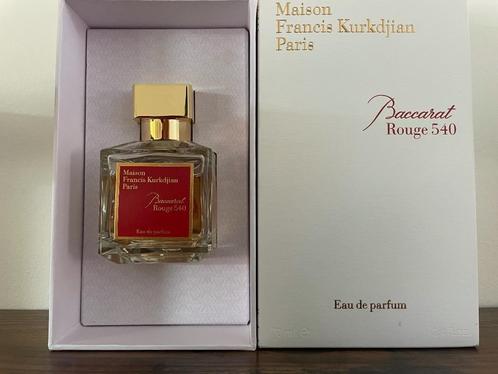 Maison
Francis Kurkdjian
Paris
Baccarat
Rouge 540
Eau de parfum
Maison
Francis Kurkdjian
Paris
Baccarat
Rouge 540
Eau de parfum